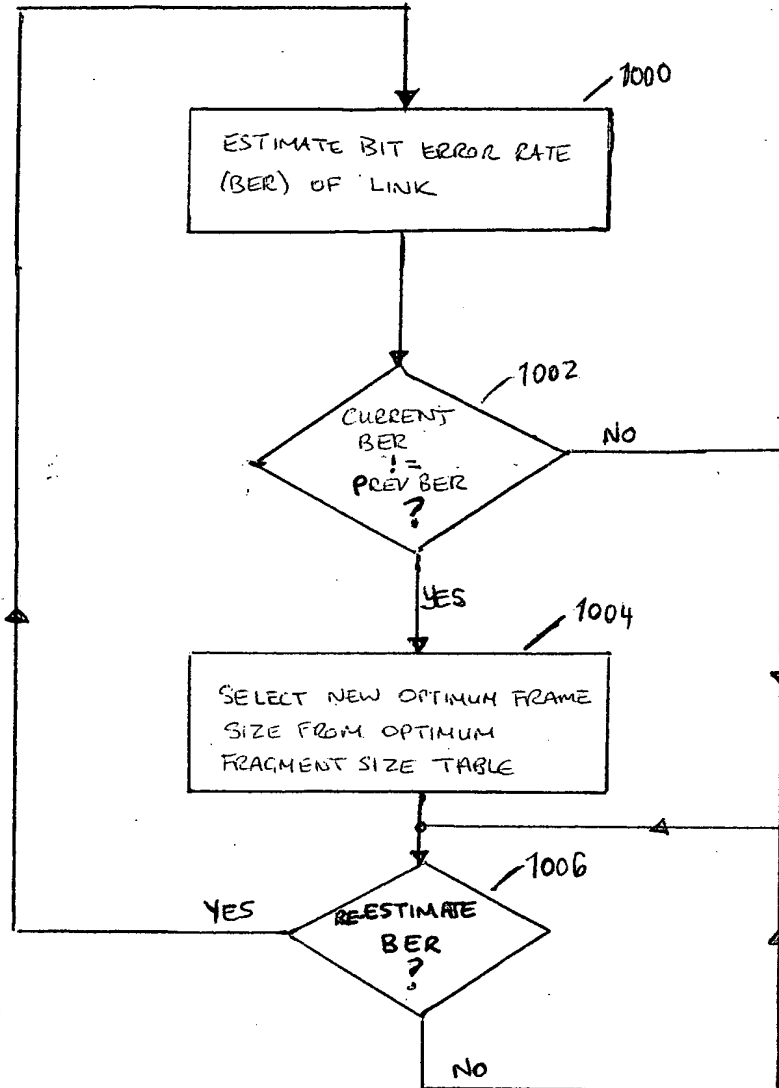 1000
ESTIMATE BIT ERROR RATE
(BER) OF LINK
1002
CURRENT
BER
! =
PREV BER
?
NO
YES
1004
SELECT NEW OPTIMUM FRAME
SIZE FROM OPTIMUM
FRAGMENT SIZE TABLE
1006
YES
RE-ESTIMATE
BER
?
NO